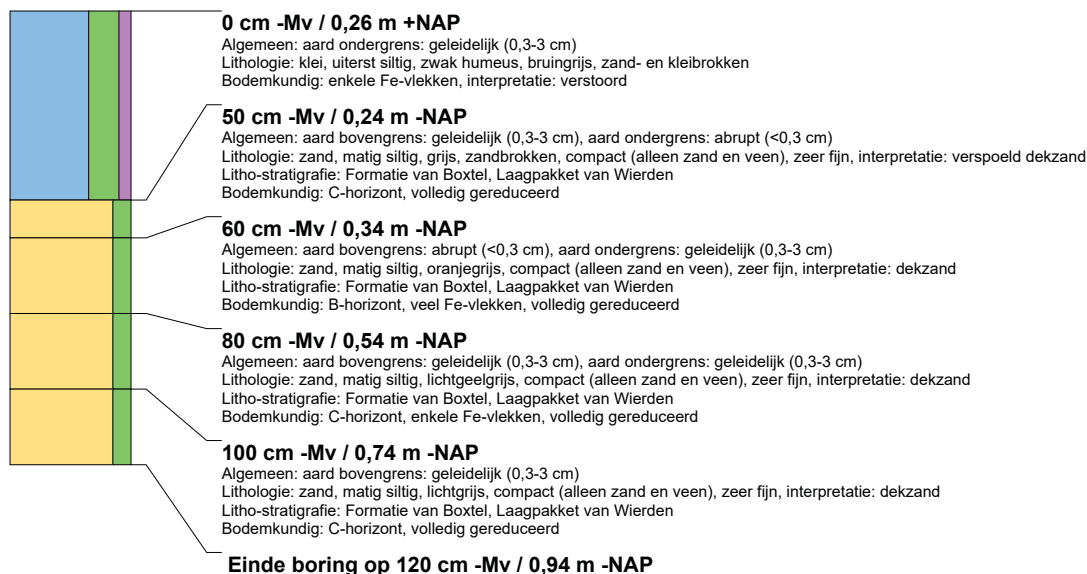 0 cm -Mv / 0,26 m +NAP
Algemeen: aard ondergrens: geleidelijk (0,3-3 cm)
Lithologie: klei, uiterst siltig, zwak humeus, bruingrijs, zand- en kleibrokken
Bodemkundig: enkele Fe-vlekken, interpretatie: verstoord
50 cm -Mv / 0,24 m -NAP
Algemeen: aard bovengrens: geleidelijk (0,3-3 cm), aard ondergrens: abrupt (<0,3 cm)
Lithologie: zand, matig siltig, grijs, zandbrokken, compact (alleen zand en veen), zeer fijn, interpretatie: verspoeld dekzand
Litho-stratigrafie: Formatie van Boxtel, Laagpakket van Wierden
Bodemkundig: C-horizont, volledig gereduceerd
60 cm -Mv / 0,34 m -NAP
Algemeen: aard bovengrens: abrupt (<0,3 cm), aard ondergrens: geleidelijk (0,3-3 cm)
Lithologie: zand, matig siltig, oranjegrijs, compact (alleen zand en veen), zeer fijn, interpretatie: dekzand
Litho-stratigrafie: Formatie van Boxtel, Laagpakket van Wierden
Bodemkundig: B-horizont, veel Fe-vlekken, volledig gereduceerd
80 cm -Mv / 0,54 m -NAP
Algemeen: aard bovengrens: geleidelijk (0,3-3 cm), aard ondergrens: geleidelijk (0,3-3 cm)
Lithologie: zand, matig siltig, lichtgeelgrijs, compact (alleen zand en veen), zeer fijn, interpretatie: dekzand
Litho-stratigrafie: Formatie van Boxtel, Laagpakket van Wierden
Bodemkundig: C-horizont, enkele Fe-vlekken, volledig gereduceerd
100 cm -Mv / 0,74 m -NAP
Algemeen: aard bovengrens: geleidelijk (0,3-3 cm)
Lithologie: zand, matig siltig, lichtgrijs, compact (alleen zand en veen), zeer fijn, interpretatie: dekzand
Litho-stratigrafie: Formatie van Boxtel, Laagpakket van Wierden
Bodemkundig: C-horizont, volledig gereduceerd
Einde boring op 120 cm -Mv / 0,94 m -NAP